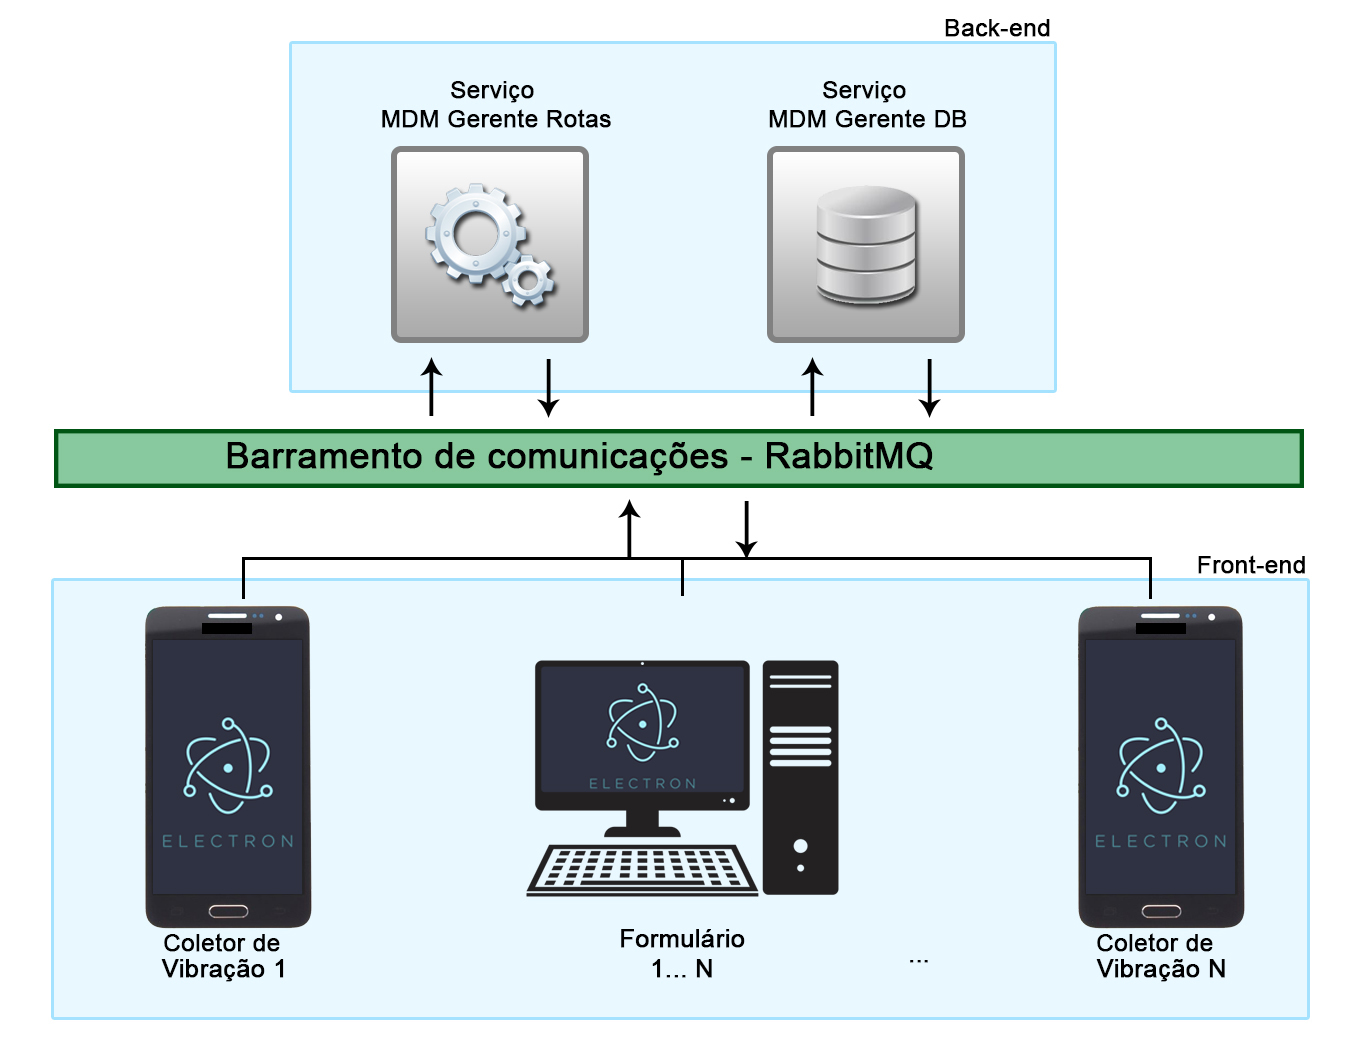 Back-end
Serviço
MDM Gerente Rotas
Serviço
MDM Gerente DB
Barramento de comunicações - RabbitMQ
Front-end
ELECTRON
ELECTRON
ELECTRON
Coletor de
Vibração 1
Formulário
1... N
...
Coletor de
Vibração N